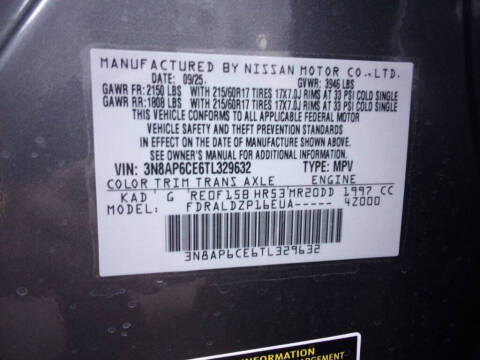 MANUFACTURED BY NISSAN MOTOR CO.,LTD.
DATE: 09/25. GVWR: 3946 LBS
GAWR FR: 2150 LBS WITH 215/60R17 TIRES 17X7.0J RIMS AT 33 PSI COLD SINGLE
GAWR RR: 1808 LBS WITH 215/60R17 TIRES 17X7.0J RIMS AT 33 PSI COLD SINGLE
THIS VEHICLE CONFORMS TO ALL APPLICABLE FEDERAL MOTOR
VEHICLE SAFETY AND THEFT PREVENTION STANDARDS
IN EFFECT ON THE DATE OF MANUFACTURE SHOWN ABOVE.
SEE OWNER'S MANUAL FOR ADDITIONAL INFORMATION.
VIN: 3N8AP6CE6TL329632 TYPE: MPV
COLOR TRIM TRANS AXLE ENGINE
KAD G RE0F15B HR53 MR20DD 1997 CC
MODEL: FDRALDZP16EUA----- 4Z000
3N8AP6CE6TL329632
INFORMATION